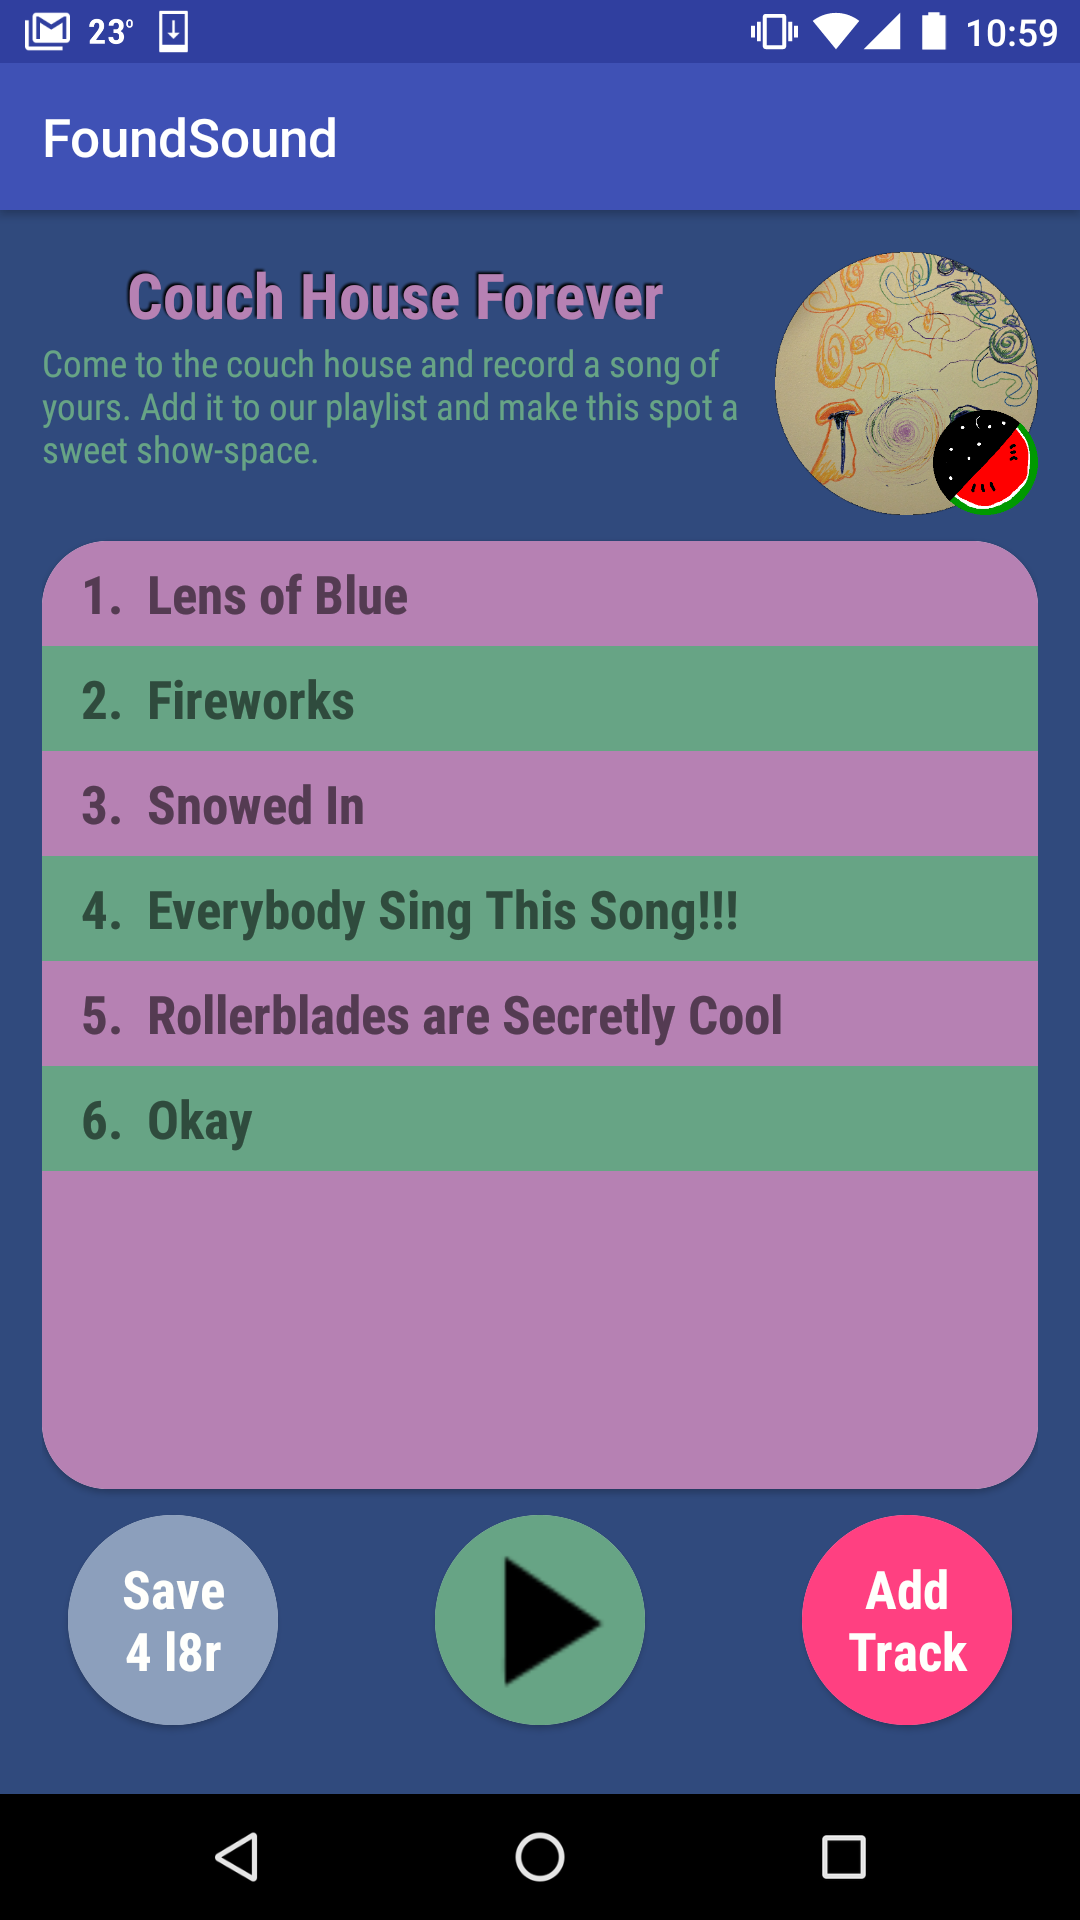 23° 10:59
FoundSound
Couch House Forever
Come to the couch house and record a song of
yours. Add it to our playlist and make this spot a
sweet show-space.
1. Lens of Blue
2. Fireworks
3. Snowed In
4. Everybody Sing This Song!!!
5. Rollerblades are Secretly Cool
6. Okay
Save
4 l8r
Add
Track